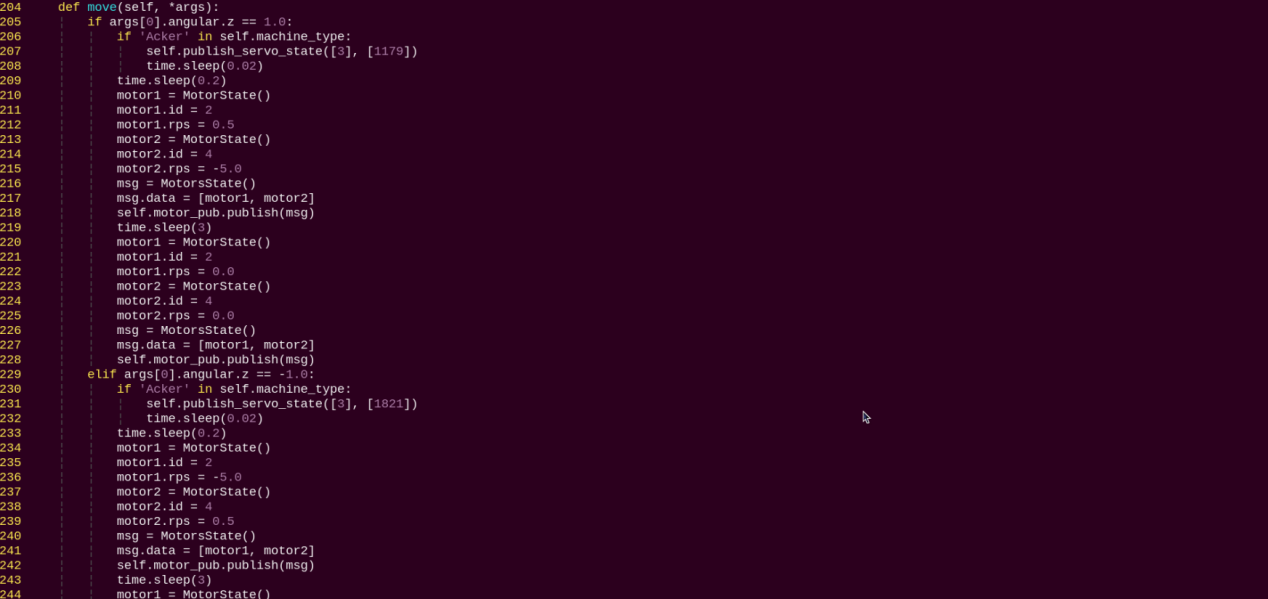 204     def move(self, *args):
205         if args[0].angular.z == 1.0:
206             if 'Acker' in self.machine_type:
207                 self.publish_servo_state([3], [1179])
208                 time.sleep(0.02)
209             time.sleep(0.2)
210             motor1 = MotorState()
211             motor1.id = 2
212             motor1.rps = 0.5
213             motor2 = MotorState()
214             motor2.id = 4
215             motor2.rps = -5.0
216             msg = MotorsState()
217             msg.data = [motor1, motor2]
218             self.motor_pub.publish(msg)
219             time.sleep(3)
220             motor1 = MotorState()
221             motor1.id = 2
222             motor1.rps = 0.0
223             motor2 = MotorState()
224             motor2.id = 4
225             motor2.rps = 0.0
226             msg = MotorsState()
227             msg.data = [motor1, motor2]
228             self.motor_pub.publish(msg)
229         elif args[0].angular.z == -1.0:
230             if 'Acker' in self.machine_type:
231                 self.publish_servo_state([3], [1821])
232                 time.sleep(0.02)
233             time.sleep(0.2)
234             motor1 = MotorState()
235             motor1.id = 2
236             motor1.rps = -5.0
237             motor2 = MotorState()
238             motor2.id = 4
239             motor2.rps = 0.5
240             msg = MotorsState()
241             msg.data = [motor1, motor2]
242             self.motor_pub.publish(msg)
243             time.sleep(3)
244             motor1 = MotorState()